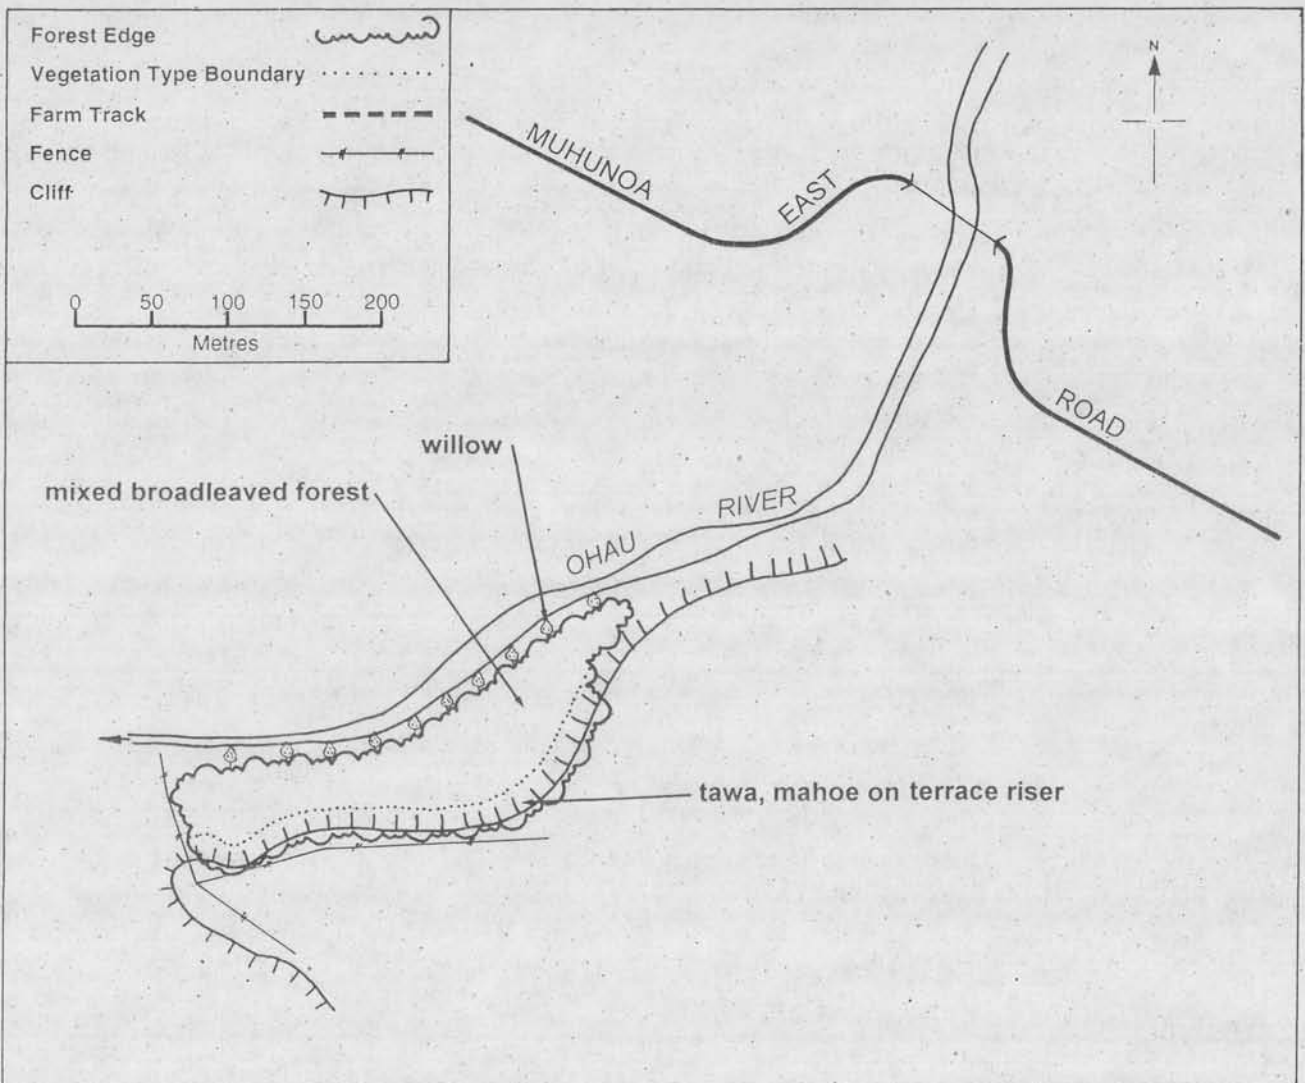 Forest Edge
Vegetation Type Boundary
Farm Track
Fence
Cliff
0 50 100 150 200
Metres
N
MUHUNOA EAST ROAD
willow
mixed broadleaved forest
OHAU RIVER
tawa, mahoe on terrace riser